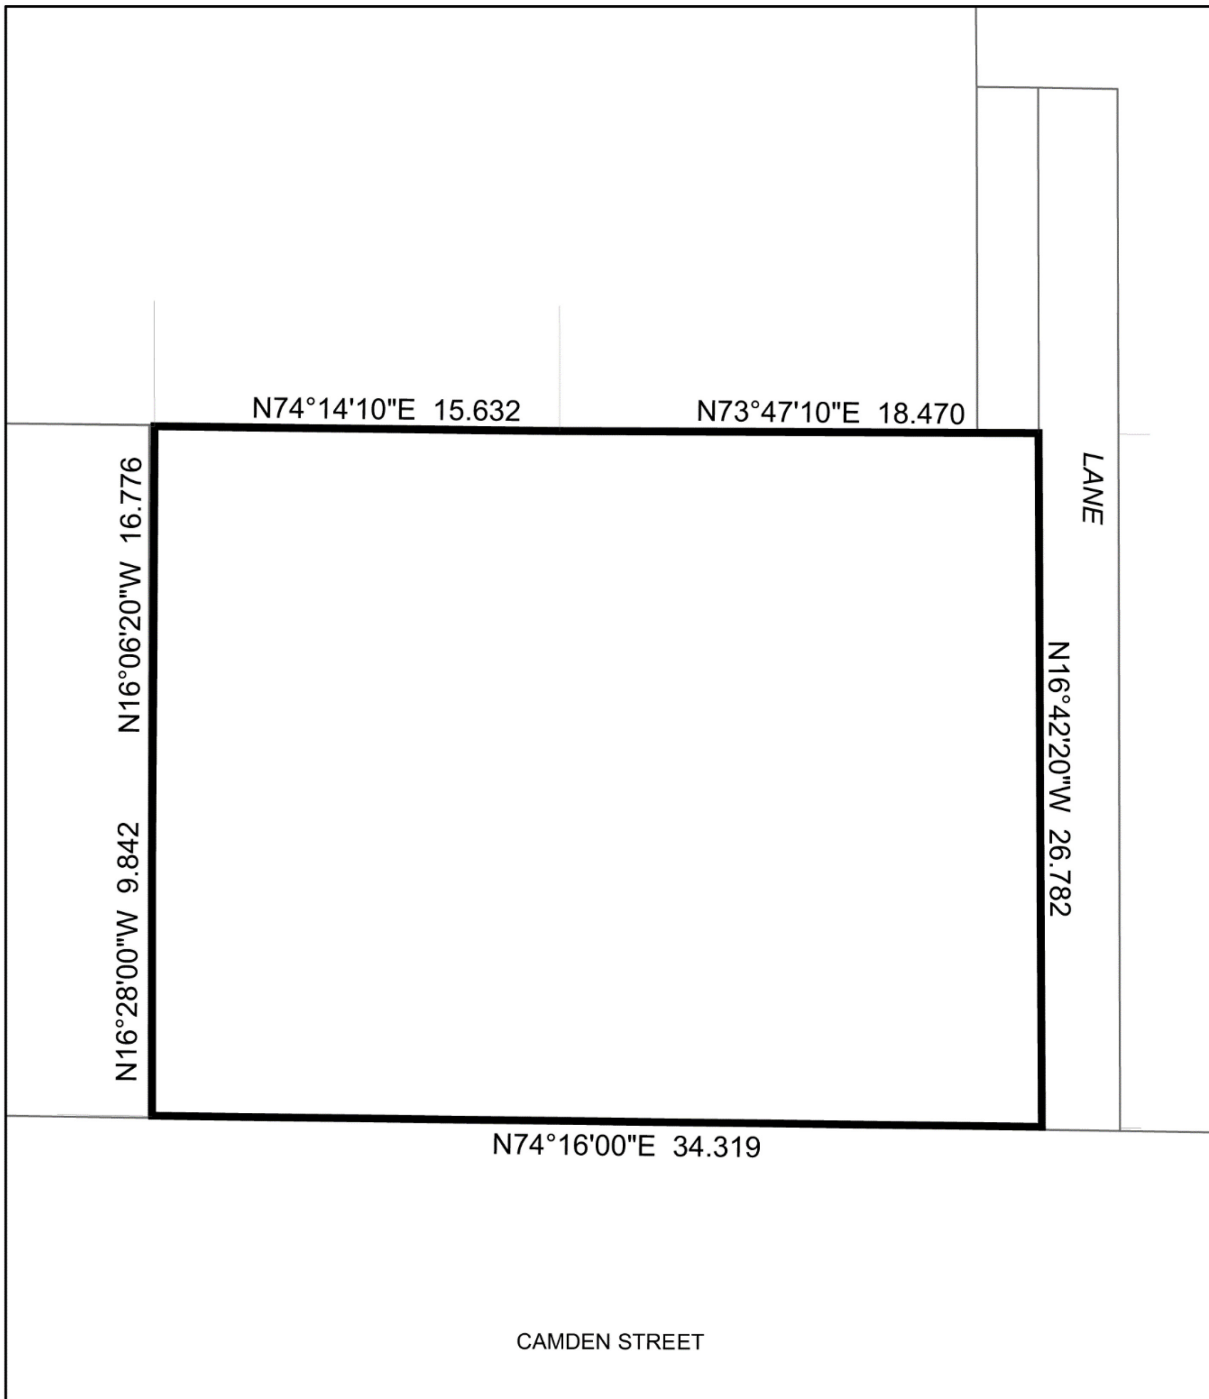 N74°14'10"E 15.632
N73°47'10"E 18.470
LANE
N16°06'20"W 16.776
N16°42'20"W 26.782
N16°28'00"W 9.842
N74°16'00"E 34.319
CAMDEN STREET